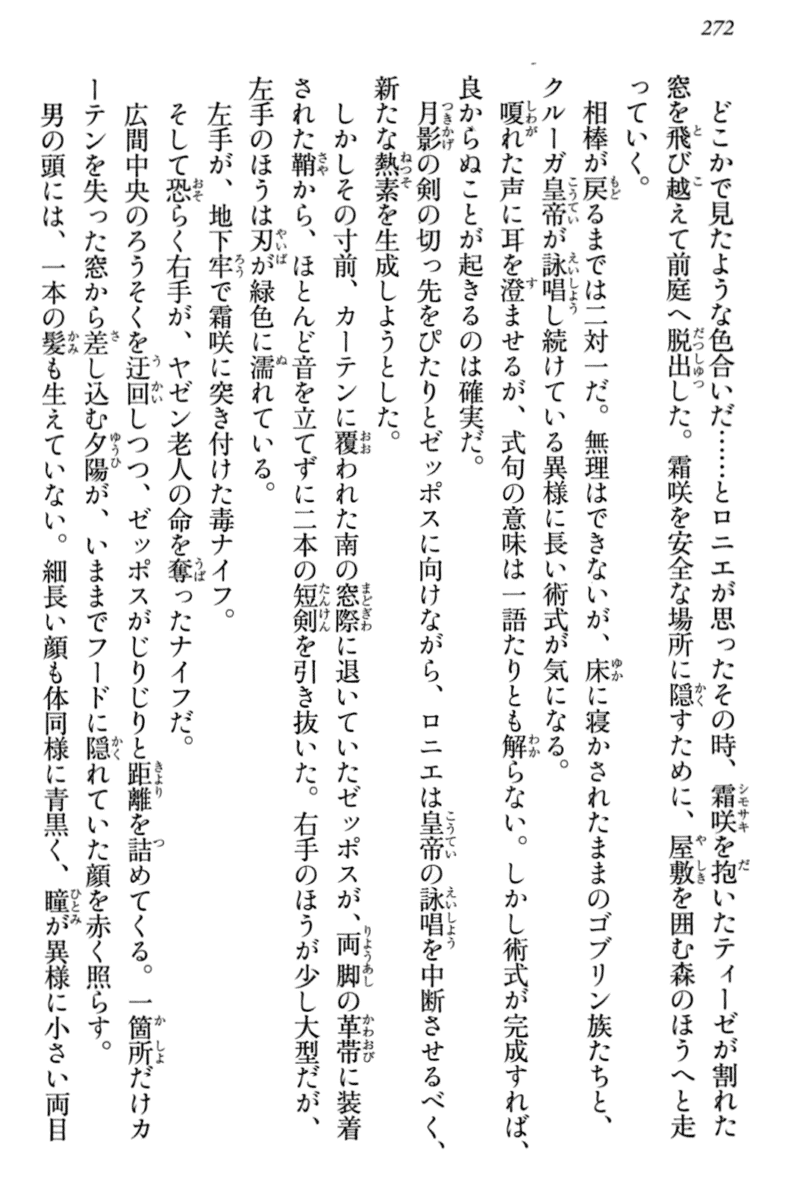 272
どこかで見たような色合いだ……とロニエが思ったその時、霜咲を抱いたティーゼが割れた
窓を飛び越えて前庭へ脱出した。霜咲を安全な場所に隠すために、屋敷を囲む森のほうへと走
っていく。
相棒が戻るまでは二対一だ。無理はできないが、床に寝かされたままのゴブリン族たちと、
クルーガ皇帝が詠唱し続けている異様に長い術式が気になる。
嗄れた声に耳を澄ませるが、式句の意味は一語たりとも解らない。しかし術式が完成すれば、
良からぬことが起きるのは確実だ。
月影の剣の切っ先をぴたりとゼッポスに向けながら、ロニエは皇帝の詠唱を中断させるべく、
新たな熱素を生成しようとした。
しかしその寸前、カーテンに覆われた南の窓際に退いていたゼッポスが、両脚の革帯に装着
された鞘から、ほとんど音を立てずに二本の短剣を引き抜いた。右手のほうが少し大型だが、
左手のほうは刃が緑色に濡れている。
左手が、地下牢で霜咲に突き付けた毒ナイフ。
そして恐らく右手が、ヤゼン老人の命を奪ったナイフだ。
広間中央のろうそくを迂回しつつ、ゼッポスがじりじりと距離を詰めてくる。一箇所だけカ
ーテンを失った窓から差し込む夕陽が、いままでフードに隠れていた顔を赤く照らす。
男の頭には、一本の髪も生えていない。細長い顔も体同様に青黒く、瞳が異様に小さい両目